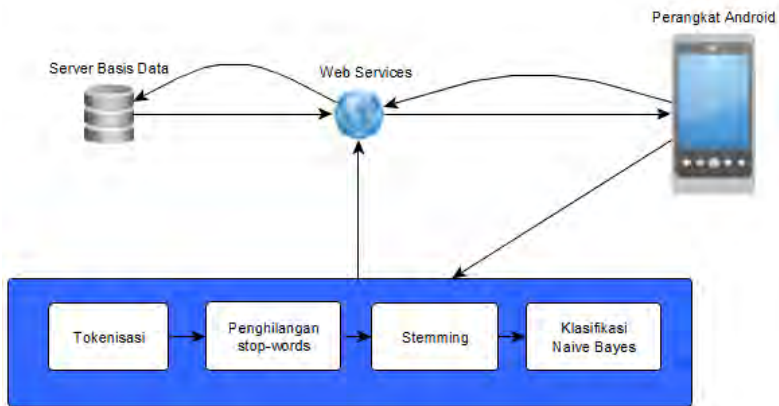 Perangkat Android
Server Basis Data
Web Services
Tokenisasi
Penghilangan
stop-words
Stemming
Klasifikasi
Naive Bayes